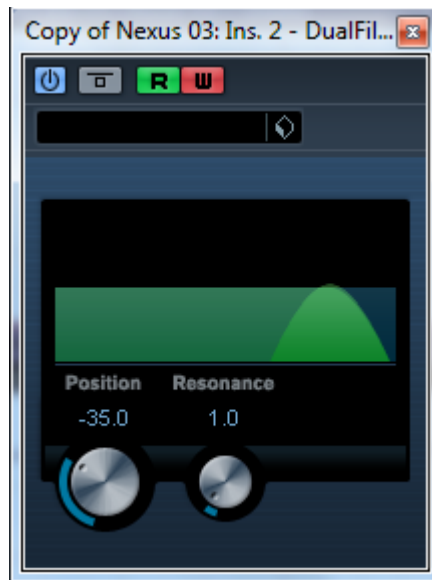 Copy of Nexus 03: Ins. 2 - DualFil...
R W
Position Resonance
-35.0 1.0